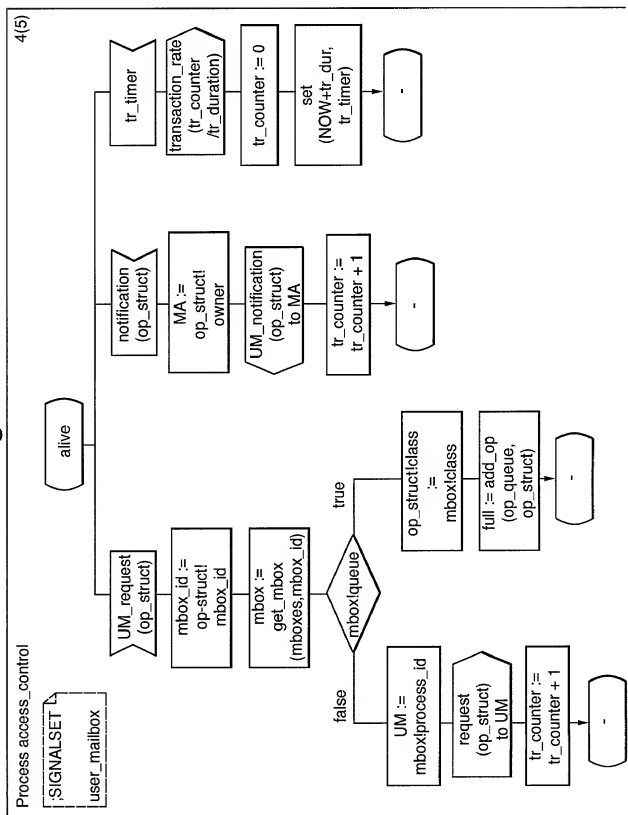 Process access_control
4(5)
;SIGNALSET
user_mailbox
alive
UM_request
(op_struct)
mbox_id :=
op-struct!
mbox_id
mbox :=
get_mbox
(mboxes,mbox_id)
mbox!queue
false
UM :=
mbox!process_id
request
(op_struct)
to UM
tr_counter :=
tr_counter + 1
-
true
op_struct!class
:=
mbox!class
full := add_op
(op_queue,
op_struct)
-
notification
(op_struct)
MA :=
op_struct!
owner
UM_notification
(op_struct)
to MA
tr_counter :=
tr_counter + 1
-
tr_timer
transaction_rate
(tr_counter
/tr_duration)
tr_counter := 0
set
(NOW+tr_dur,
tr_timer)
-